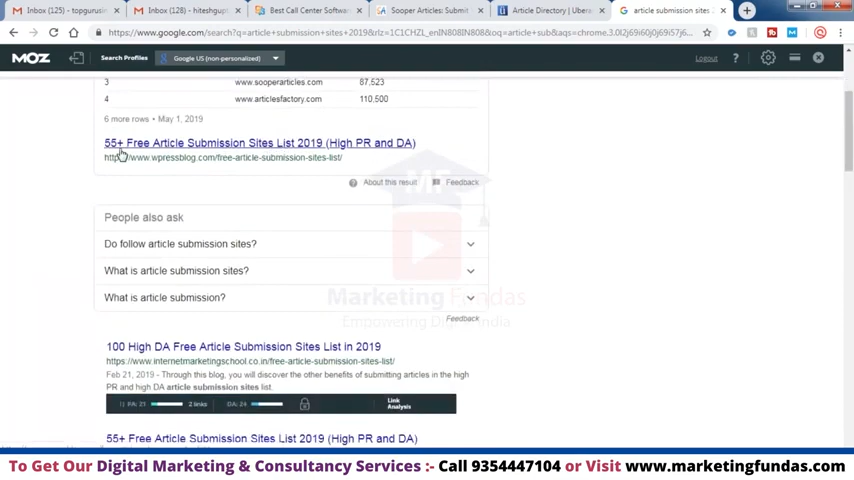 Inbox (125) - topgurusin
Inbox (128) - hiteshgupt
Best Call Center Softwar
Sooper Articles: Submit
Article Directory | Ubera
article submission sites
https://www.google.com/search?q=article+submission+sites+2019&rlz=1C1CHZL_enIN808IN808&oq=article+sub&aqs=chrome.3.0l2j69i60j0j69i57j...
MOZ
Search Profiles
Google US (non-personalized)
Logout
3 www.sooperarticles.com 87,523
4 www.articlesfactory.com 110,500
6 more rows • May 1, 2019
55+ Free Article Submission Sites List 2019 (High PR and DA)
http://www.wpressblog.com/free-article-submission-sites-list/
About this result
Feedback
MF
People also ask
Do follow article submission sites?
What is article submission sites?
What is article submission?
Marketing Fundas
Empowering Digital India
Feedback
100 High DA Free Article Submission Sites List in 2019
https://www.internetmarketingschool.co.in/free-article-submission-sites-list/
Feb 21, 2019 - Through this blog, you will discover the other benefits of submitting articles in the high
PR and high DA article submission sites list.
PA: 21 2 links DA: 24 Link
Analysis
55+ Free Article Submission Sites List 2019 (High PR and DA)
To Get Our Digital Marketing & Consultancy Services :- Call 9354447104 or Visit www.marketingfundas.com